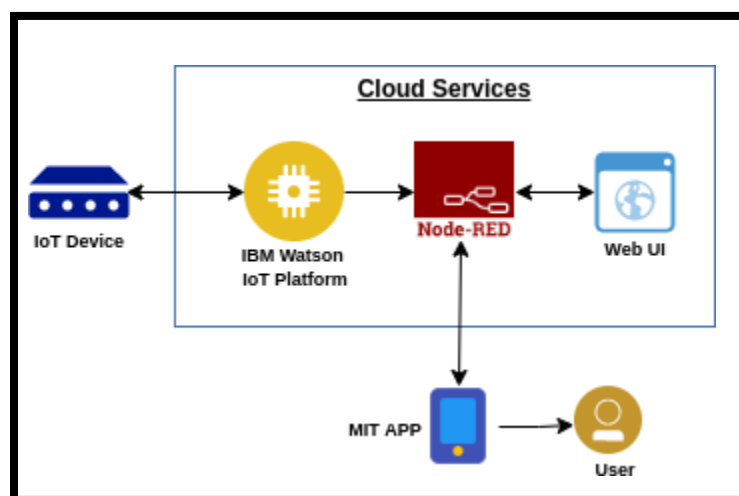 Cloud Services
IoT Device
IBM Watson
IoT Platform
Node-RED
Web UI
MIT APP
User